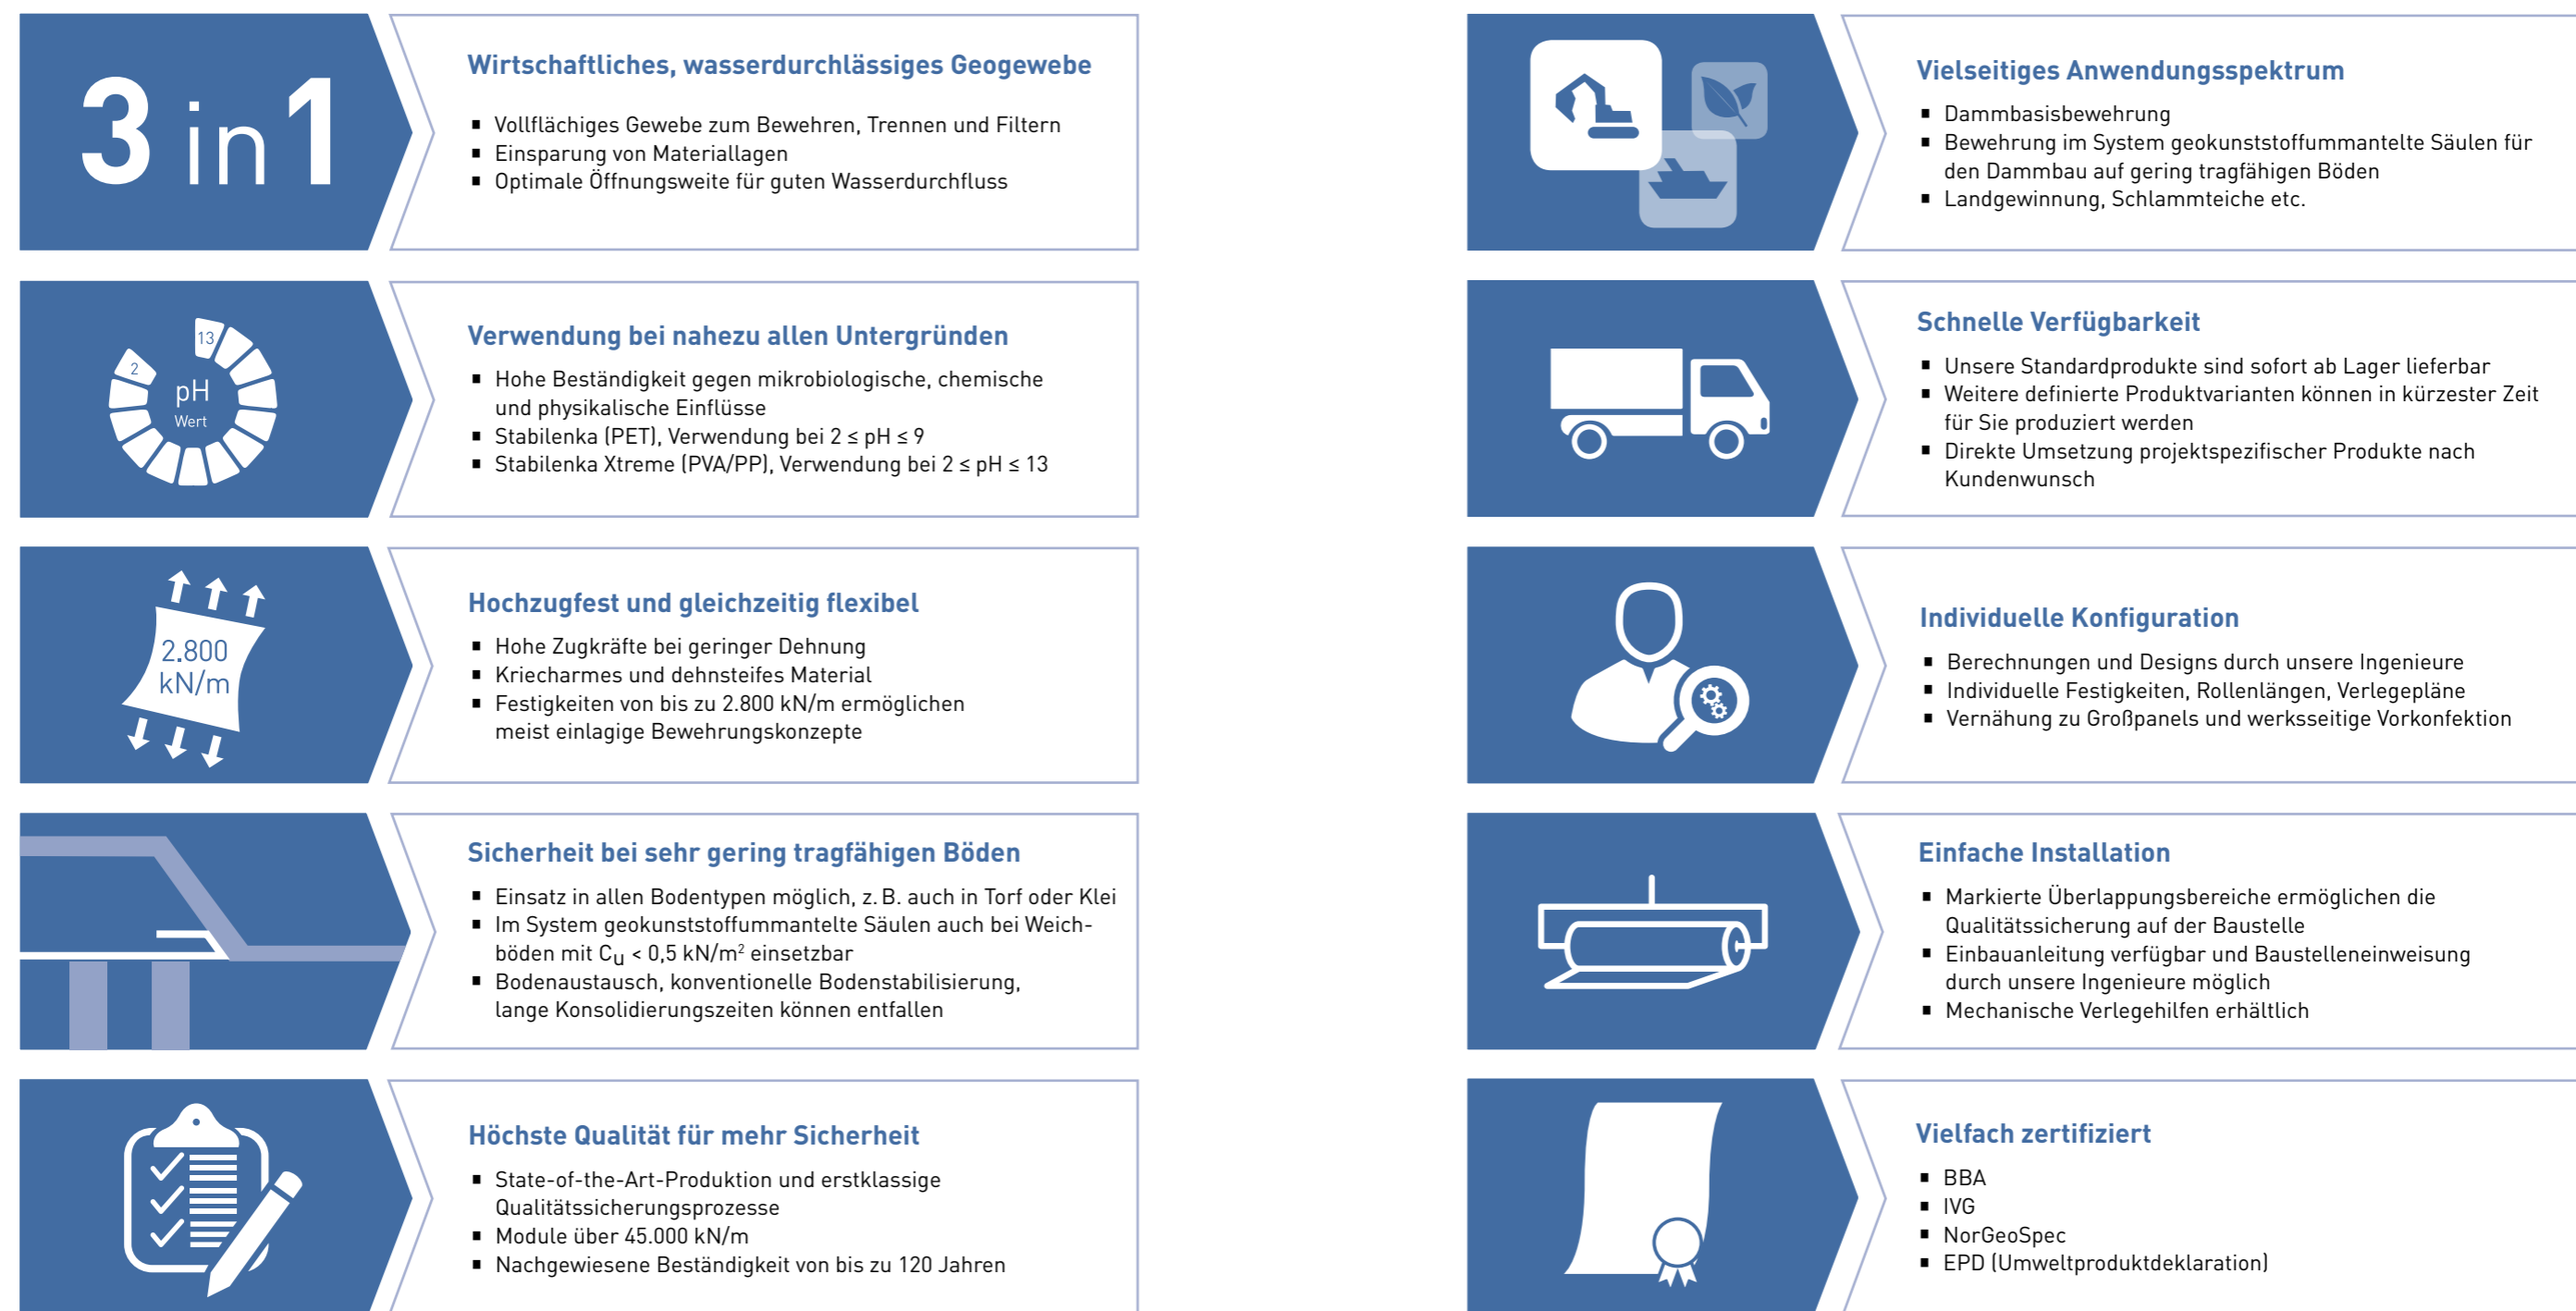 3 in 1
Wirtschaftliches, wasserdurchlässiges Geogewebe
▪ Vollflächiges Gewebe zum Bewehren, Trennen und Filtern
▪ Einsparung von Materiallagen
▪ Optimale Öffnungsweite für guten Wasserdurchfluss
13
2
pH
Wert
Verwendung bei nahezu allen Untergründen
▪ Hohe Beständigkeit gegen mikrobiologische, chemische
und physikalische Einflüsse
▪ Stabilenka (PET), Verwendung bei 2 ≤ pH ≤ 9
▪ Stabilenka Xtreme (PVA/PP), Verwendung bei 2 ≤ pH ≤ 13
2.800
kN/m
Hochzugfest und gleichzeitig flexibel
▪ Hohe Zugkräfte bei geringer Dehnung
▪ Kriecharmes und dehnsteifes Material
▪ Festigkeiten von bis zu 2.800 kN/m ermöglichen
meist einlagige Bewehrungskonzepte
Sicherheit bei sehr gering tragfähigen Böden
▪ Einsatz in allen Bodentypen möglich, z. B. auch in Torf oder Klei
▪ Im System geokunststoffummantelte Säulen auch bei Weich-
böden mit Cu < 0,5 kN/m² einsetzbar
▪ Bodenaustausch, konventionelle Bodenstabilisierung,
lange Konsolidierungszeiten können entfallen
Höchste Qualität für mehr Sicherheit
▪ State-of-the-Art-Produktion und erstklassige
Qualitätssicherungsprozesse
▪ Module über 45.000 kN/m
▪ Nachgewiesene Beständigkeit von bis zu 120 Jahren
Vielseitiges Anwendungsspektrum
▪ Dammbasisbewehrung
▪ Bewehrung im System geokunststoffummantelte Säulen für
den Dammbau auf gering tragfähigen Böden
▪ Landgewinnung, Schlammteiche etc.
Schnelle Verfügbarkeit
▪ Unsere Standardprodukte sind sofort ab Lager lieferbar
▪ Weitere definierte Produktvarianten können in kürzester Zeit
für Sie produziert werden
▪ Direkte Umsetzung projektspezifischer Produkte nach
Kundenwunsch
Individuelle Konfiguration
▪ Berechnungen und Designs durch unsere Ingenieure
▪ Individuelle Festigkeiten, Rollenlängen, Verlegepläne
▪ Vernähung zu Großpanels und werksseitige Vorkonfektion
Einfache Installation
▪ Markierte Überlappungsbereiche ermöglichen die
Qualitätssicherung auf der Baustelle
▪ Einbauanleitung verfügbar und Baustelleneinweisung
durch unsere Ingenieure möglich
▪ Mechanische Verlegehilfen erhältlich
Vielfach zertifiziert
▪ BBA
▪ IVG
▪ NorGeoSpec
▪ EPD (Umweltproduktdeklaration)